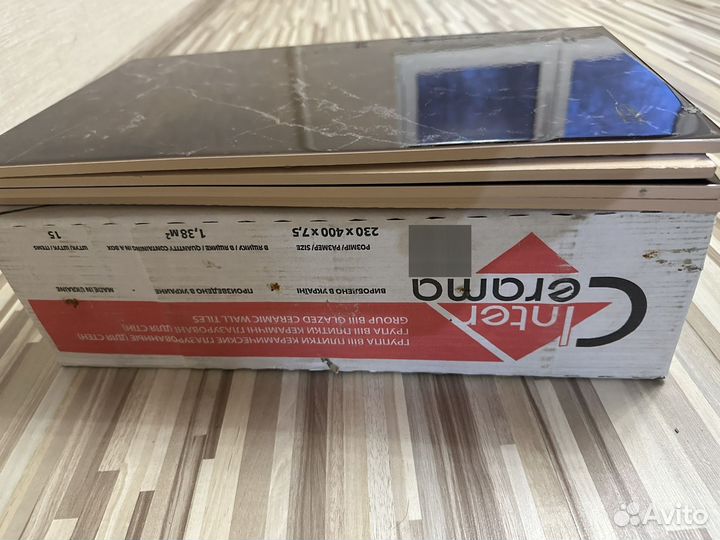 Inter
Cerama
ГРУППА BIII ПЛИТКИ КЕРАМИЧЕСКИЕ ГЛАЗУРОВАННЫЕ (ДЛЯ СТЕН)
ГРУПА BIII ПЛИТКИ КЕРАМІЧНІ ГЛАЗУРОВАНІ (ДЛЯ СТІН)
GROUP BIII GLAZED CERAMIC WALL TILES
ВИРОБЛЕНО В УКРАЇНІ
ПРОИЗВЕДЕНО В УКРАИНЕ
MADE IN UKRAINE
РОЗМІР/ РАЗМЕР/ SIZE
230 x 400 x 7,5
В ЯЩИКУ/ В ЯЩИКЕ/ QUANTITY CONTAINING IN A BOX
1,38 м²
ШТУК/ ШТУК/ ITEMS
15
Avito